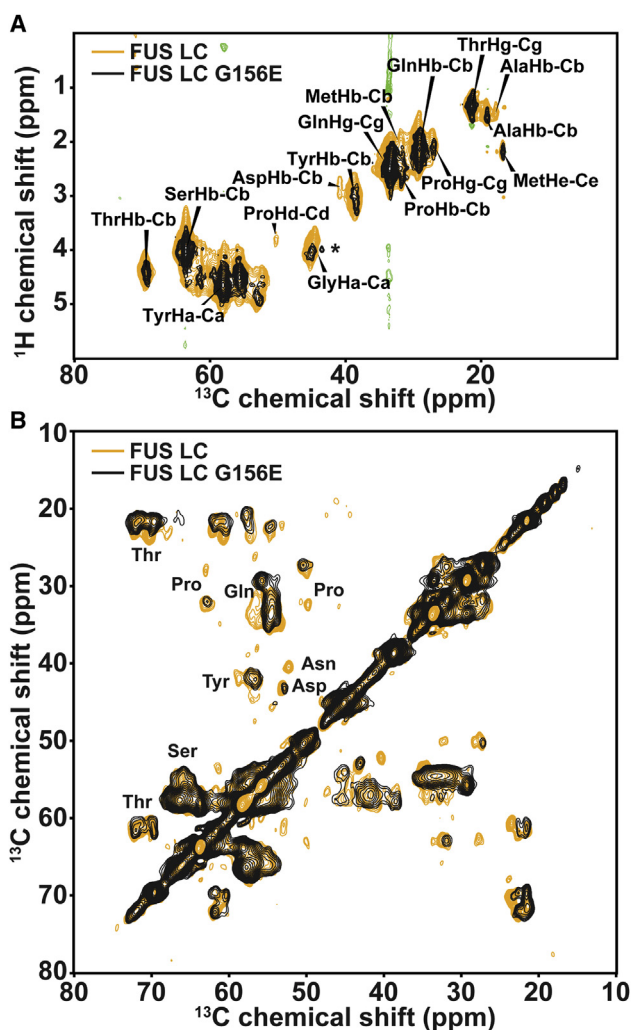 A
FUS LC
FUS LC G156E
ThrHg-Cg
GlnHb-Cb
AlaHb-Cb
MetHb-Cb
GlnHg-Cg
AlaHb-Cb
TyrHb-Cb
AspHb-Cb
ProHg-Cg
MetHe-Ce
SerHb-Cb
ProHb-Cb
ThrHb-Cb
ProHd-Cd
*
GlyHa-Ca
TyrHa-Ca
1
2
3
4
5
¹H chemical shift (ppm)
80 60 40 20
¹³C chemical shift (ppm)
B
FUS LC
FUS LC G156E
Thr
Pro
Gln
Pro
Asn
Tyr
Asp
Ser
Thr
10
20
30
40
50
60
70
80
¹³C chemical shift (ppm)
80 70 60 50 40 30 20 10
¹³C chemical shift (ppm)